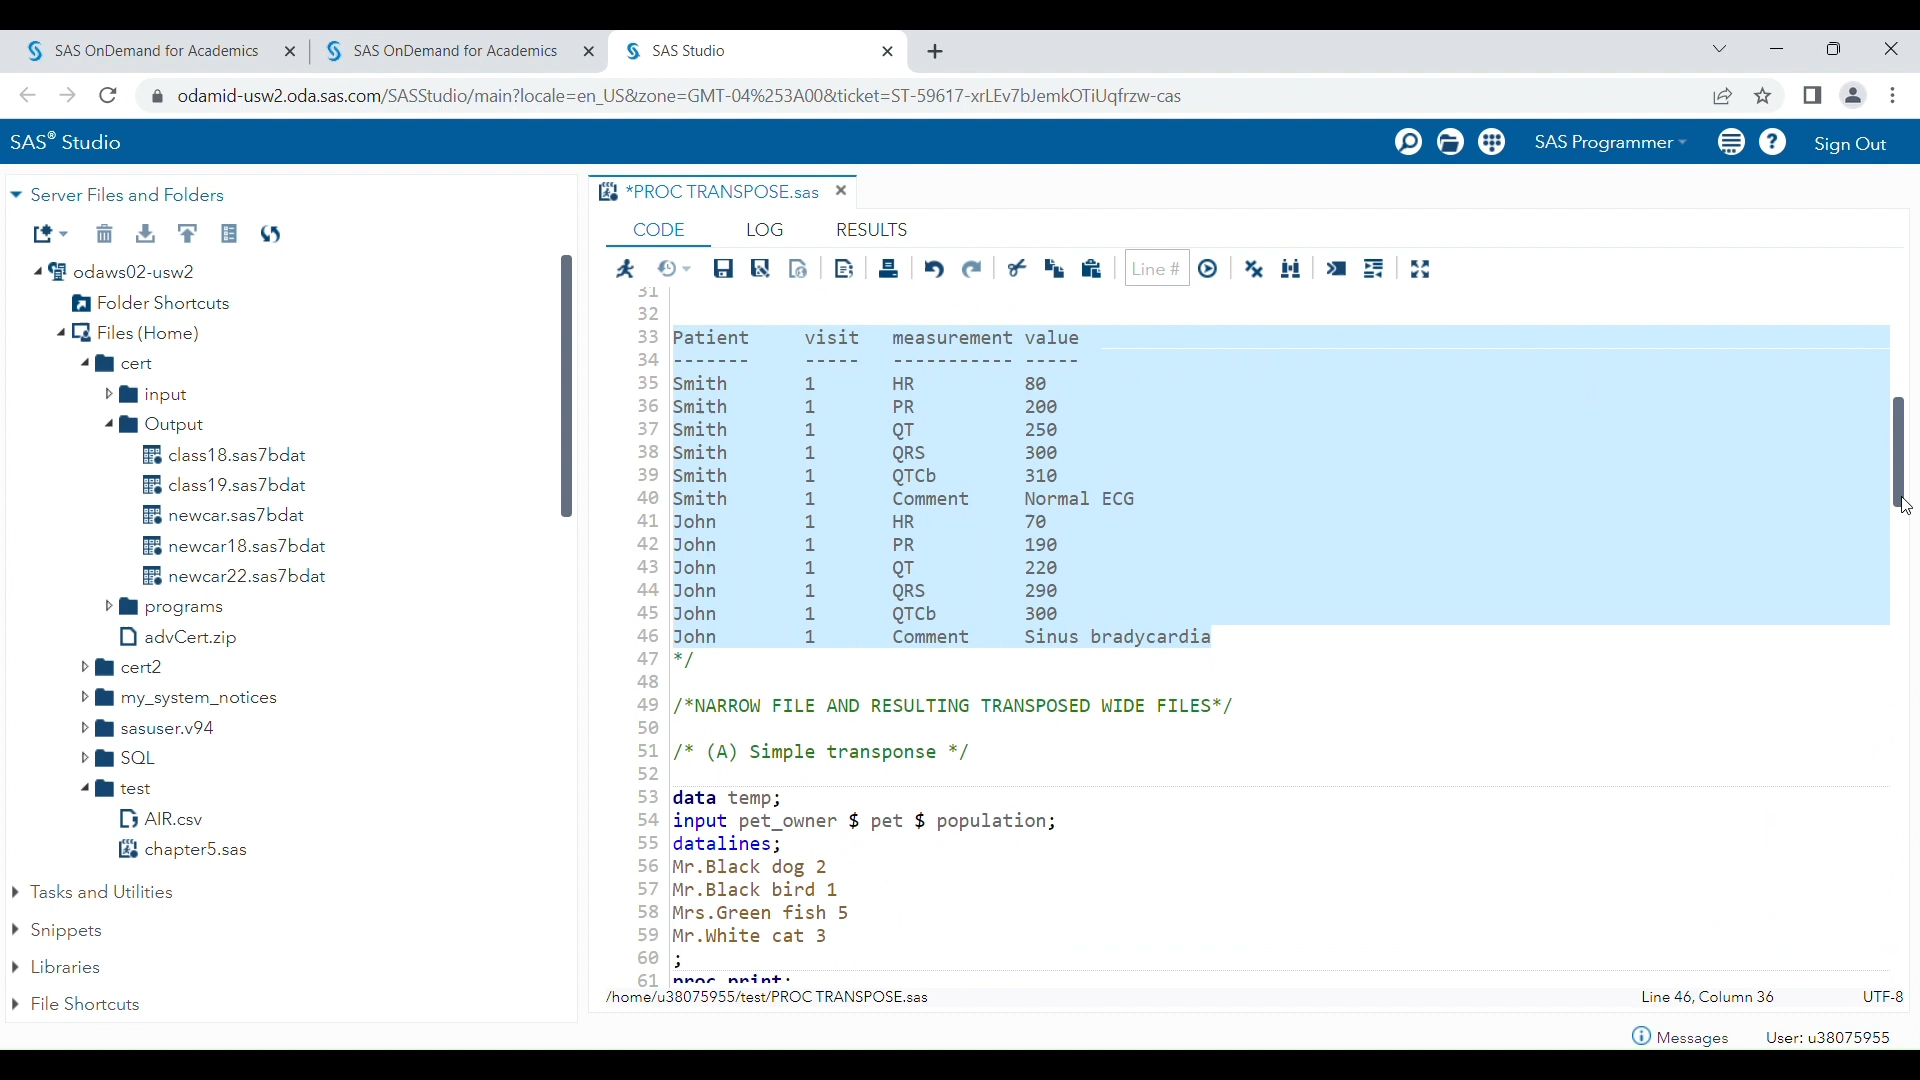 SAS OnDemand for Academics
SAS OnDemand for Academics
SAS Studio
odamid-usw2.oda.sas.com/SASStudio/main?locale=en_US&zone=GMT-04%253A00&ticket=ST-59617-xrLEv7bJemkOTiUqfrzw-cas
SAS® Studio
SAS Programmer
Sign Out
Server Files and Folders
odaws02-usw2
Folder Shortcuts
Files (Home)
cert
input
Output
class18.sas7bdat
class19.sas7bdat
newcar.sas7bdat
newcar18.sas7bdat
newcar22.sas7bdat
programs
advCert.zip
cert2
my_system_notices
sasuser.v94
SQL
test
AIR.csv
chapter5.sas
Tasks and Utilities
Snippets
Libraries
File Shortcuts
*PROC TRANSPOSE.sas
CODE LOG RESULTS
Line #
31
32
33 Patient visit measurement value
34 ------- ----- ----------- -----
35 Smith 1 HR 80
36 Smith 1 PR 200
37 Smith 1 QT 250
38 Smith 1 QRS 300
39 Smith 1 QTCb 310
40 Smith 1 Comment Normal ECG
41 John 1 HR 70
42 John 1 PR 190
43 John 1 QT 220
44 John 1 QRS 290
45 John 1 QTCb 300
46 John 1 Comment Sinus bradycardia
47 */
48
49 /*NARROW FILE AND RESULTING TRANSPOSED WIDE FILES*/
50
51 /* (A) Simple transponse */
52
53 data temp;
54 input pet_owner $ pet $ population;
55 datalines;
56 Mr.Black dog 2
57 Mr.Black bird 1
58 Mrs.Green fish 5
59 Mr.White cat 3
60 ;
61 proc print;
/home/u38075955/test/PROC TRANSPOSE.sas
Line 46, Column 36
UTF-8
Messages
User: u38075955